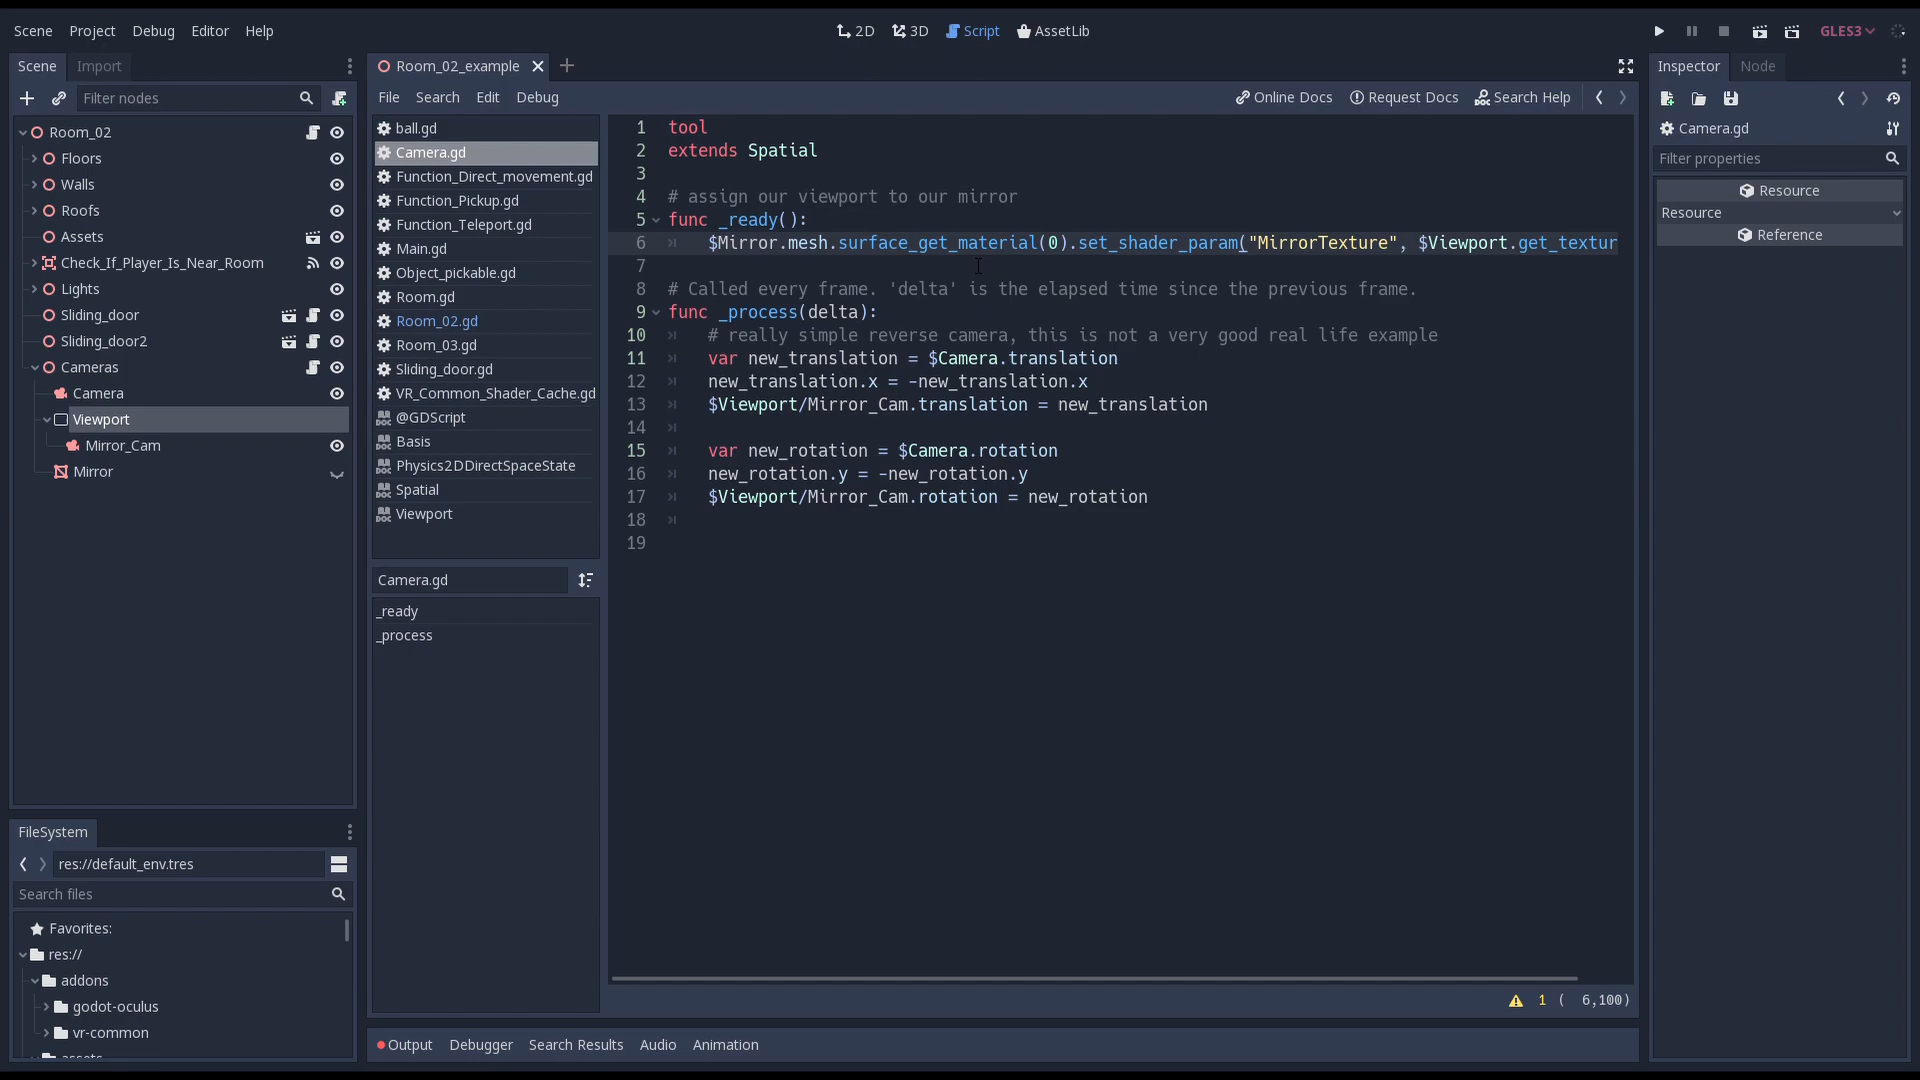 Scene Project Debug Editor Help
2D 3D Script AssetLib
GLES3
Scene Import
Filter nodes
Room_02
Floors
Walls
Roofs
Assets
Check_If_Player_Is_Near_Room
Lights
Sliding_door
Sliding_door2
Cameras
Camera
Viewport
Mirror_Cam
Mirror
FileSystem
res://default_env.tres
Search files
Favorites:
res://
addons
godot-oculus
vr-common
assets
Room_02_example
File Search Edit Debug
Online Docs Request Docs Search Help
ball.gd
Camera.gd
Function_Direct_movement.gd
Function_Pickup.gd
Function_Teleport.gd
Main.gd
Object_pickable.gd
Room.gd
Room_02.gd
Room_03.gd
Sliding_door.gd
VR_Common_Shader_Cache.gd
@GDScript
Basis
Physics2DDirectSpaceState
Spatial
Viewport
Camera.gd
_ready
_process
1 tool
2 extends Spatial
3
4 # assign our viewport to our mirror
5 func _ready():
6 $Mirror.mesh.surface_get_material(0).set_shader_param("MirrorTexture", $Viewport.get_textur
7
8 # Called every frame. 'delta' is the elapsed time since the previous frame.
9 func _process(delta):
10 # really simple reverse camera, this is not a very good real life example
11 var new_translation = $Camera.translation
12 new_translation.x = -new_translation.x
13 $Viewport/Mirror_Cam.translation = new_translation
14
15 var new_rotation = $Camera.rotation
16 new_rotation.y = -new_rotation.y
17 $Viewport/Mirror_Cam.rotation = new_rotation
18
19
1 ( 6,100)
Output Debugger Search Results Audio Animation
Inspector Node
Camera.gd
Filter properties
Resource
Resource
Reference